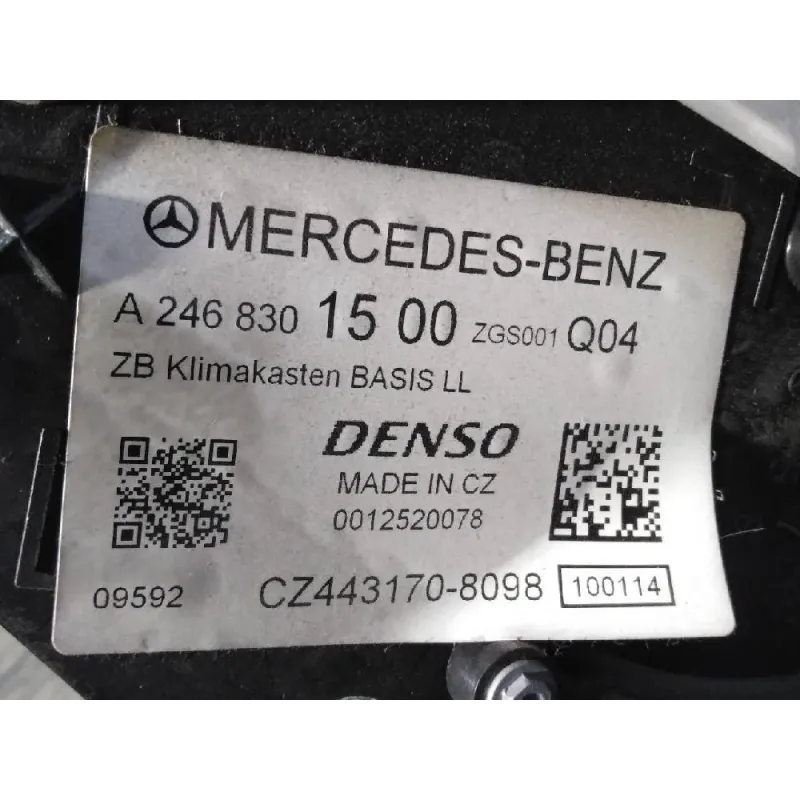 MERCEDES-BENZ
A 246 830 15 00 ZGS001 Q04
ZB Klimakasten BASIS LL
DENSO
MADE IN CZ
0012520078
09592 CZ443170-8098 100114